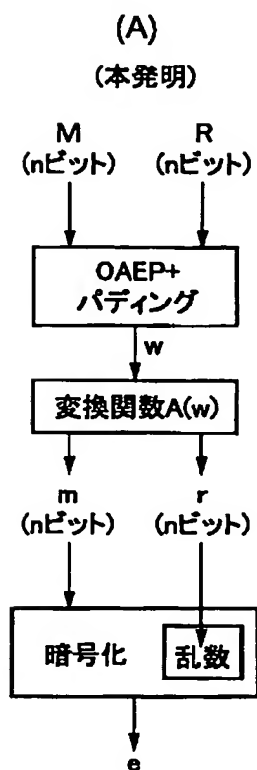 (A)
(本発明)
M R
(nビット) (nビット)
OAEP+
パディング
w
変換関数A(w)
m r
(nビット) (nビット)
暗号化 乱数
e